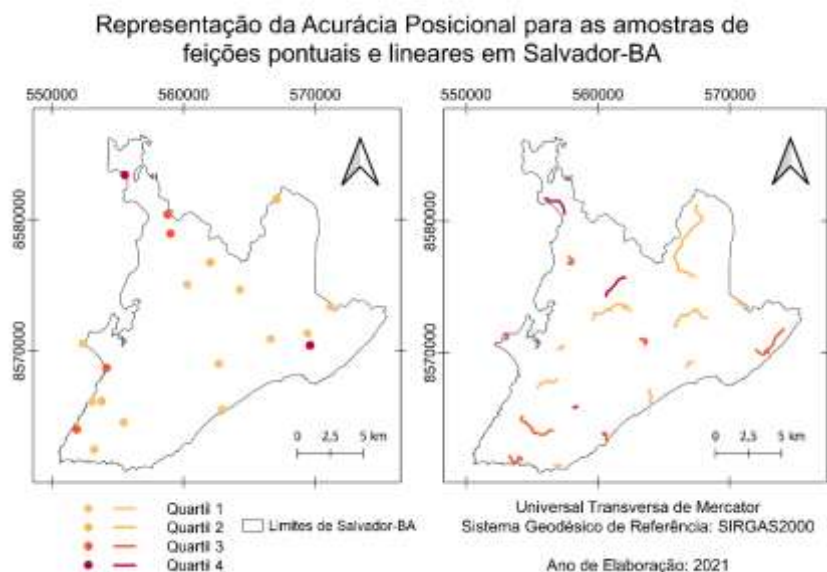 Representação da Acurácia Posicional para as amostras de
feições pontuais e lineares em Salvador-BA
550000 560000 570000
550000 560000 570000
8580000
8570000
8580000
8570000
0 2,5 5 km
0 2,5 5 km
Quartil 1
Quartil 2
Quartil 3
Quartil 4
Limites de Salvador-BA
Universal Transversa de Mercator
Sistema Geodésico de Referência: SIRGAS2000
Ano de Elaboração: 2021